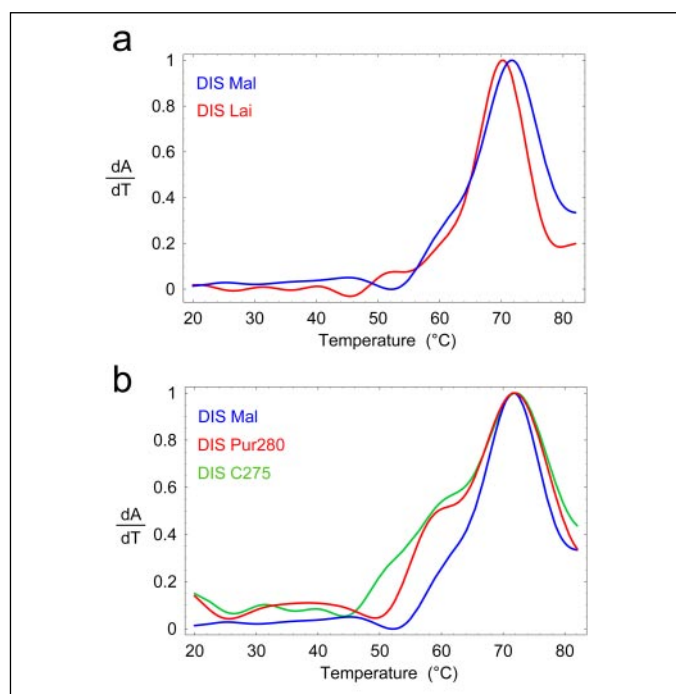 a
DIS Mal
DIS Lai
dA
dT
1
0.8
0.6
0.4
0.2
0
20 30 40 50 60 70 80
Temperature (°C)
b
DIS Mal
DIS Pur280
DIS C275
dA
dT
1
0.8
0.6
0.4
0.2
0
20 30 40 50 60 70 80
Temperature (°C)